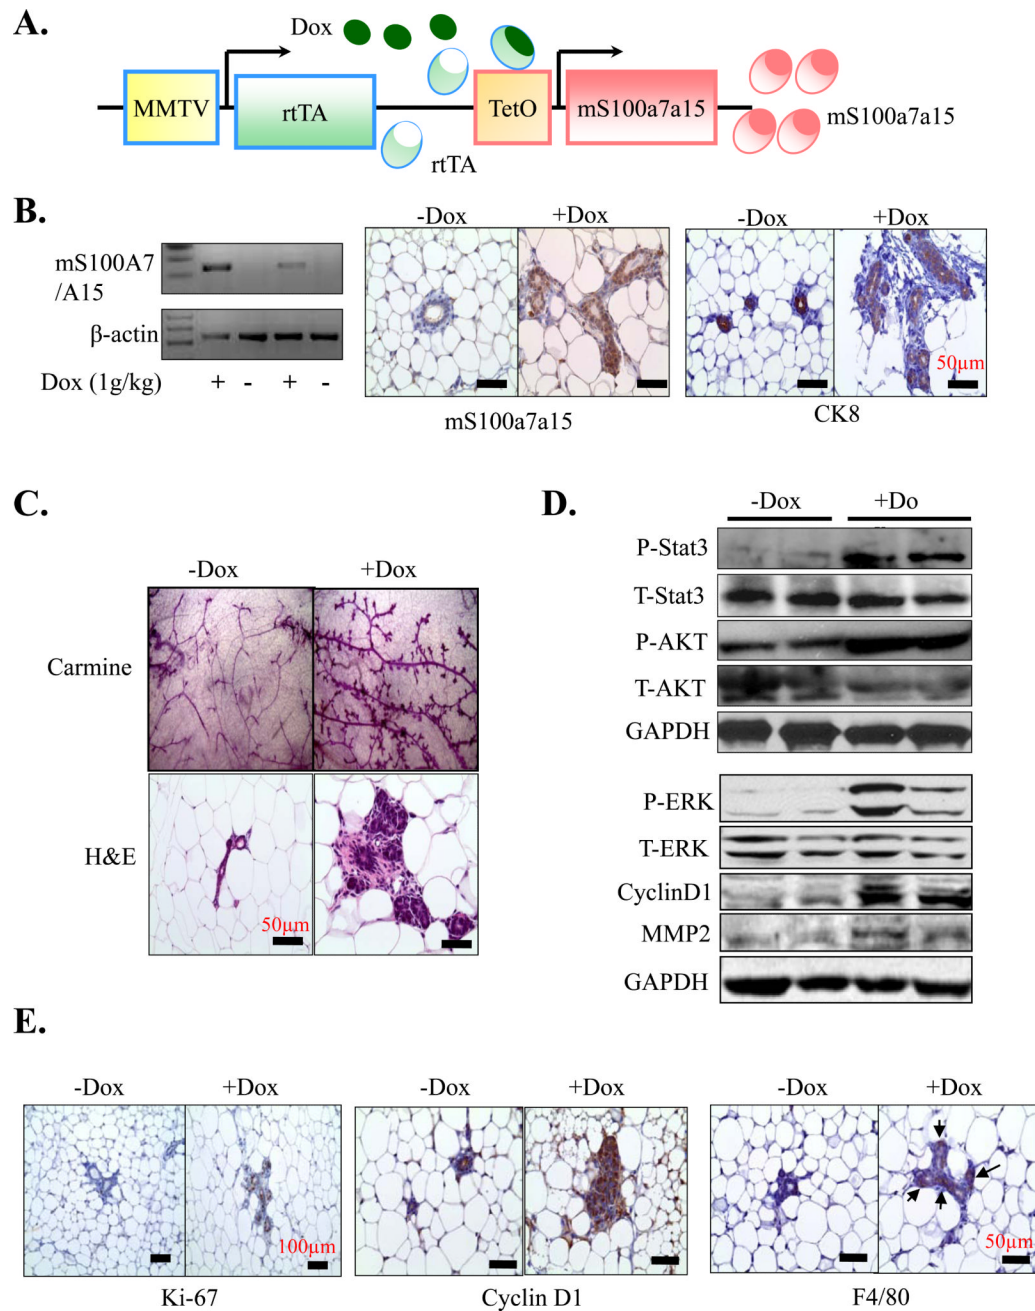 A.
Dox
MMTV
rtTA
TetO
mS100a7a15
mS100a7a15
rtTA
B.
-Dox +Dox
-Dox +Dox
mS100A7
/A15
β-actin
Dox (1g/kg) + - + -
50μm
mS100a7a15
CK8
C.
-Dox +Dox
Carmine
H&E
50μm
D.
-Dox +Do
P-Stat3
T-Stat3
P-AKT
T-AKT
GAPDH
P-ERK
T-ERK
CyclinD1
MMP2
GAPDH
E.
-Dox +Dox
-Dox +Dox
-Dox +Dox
100μm
50μm
Ki-67
Cyclin D1
F4/80